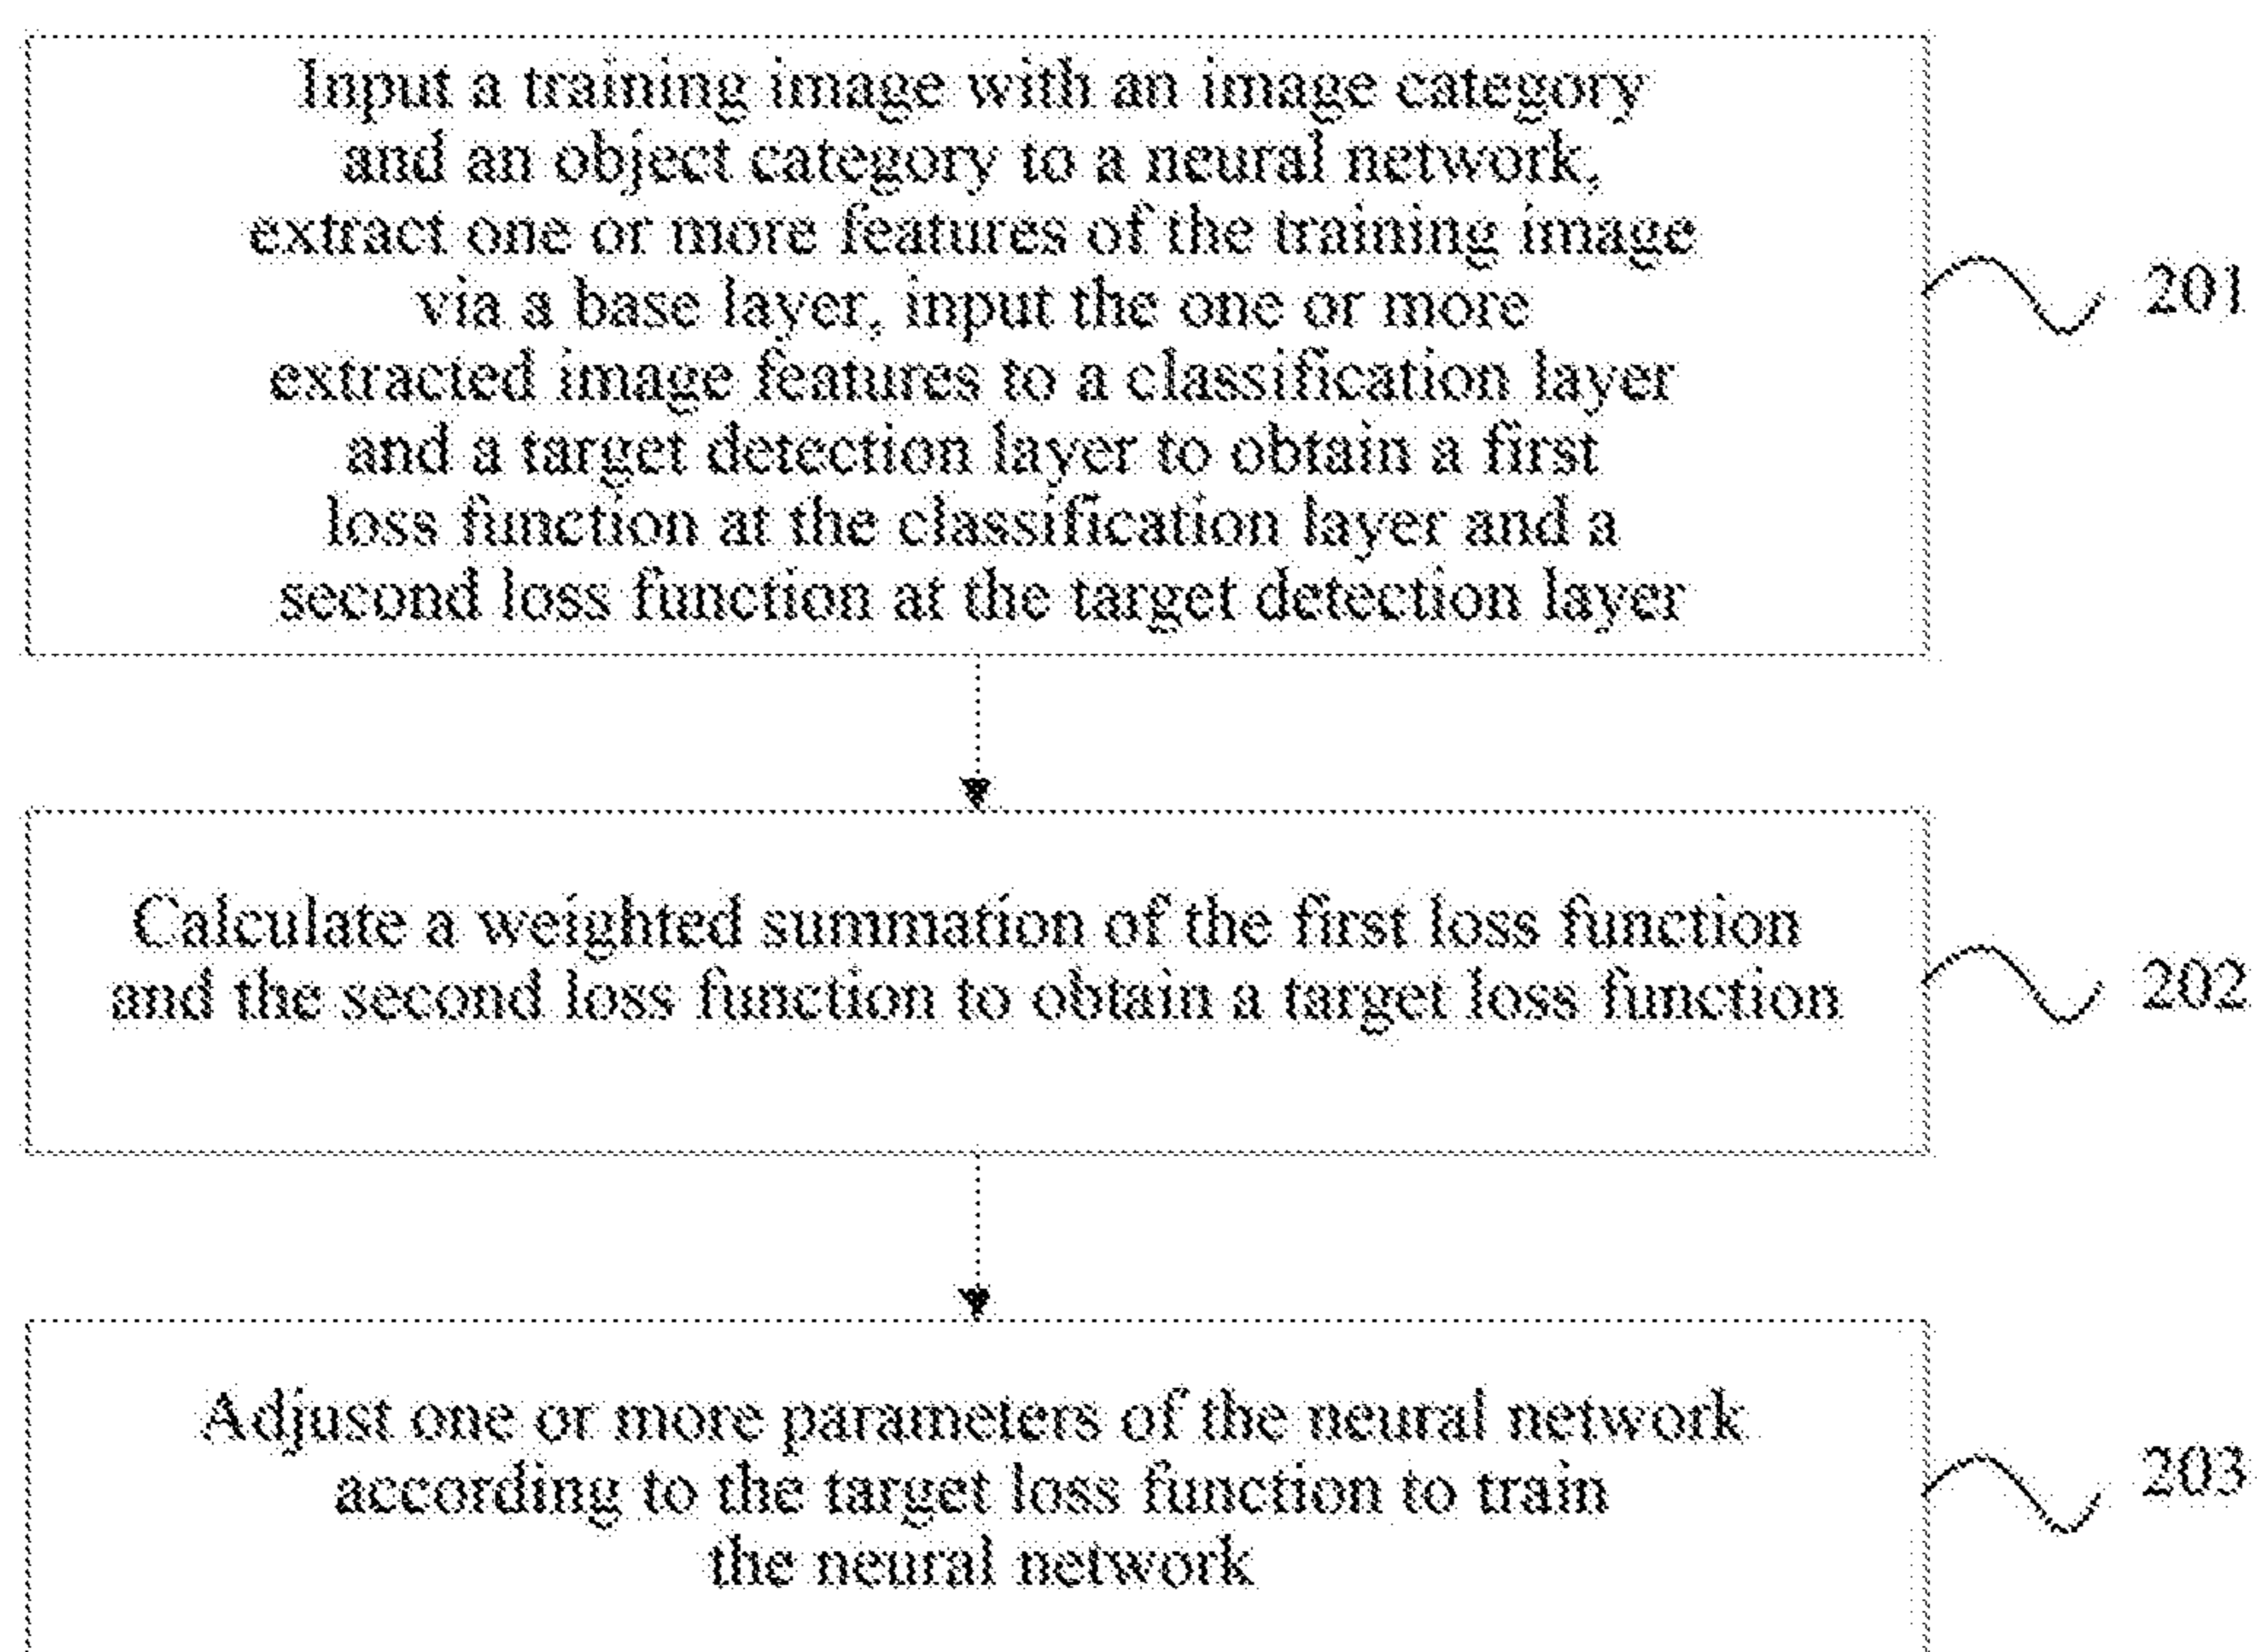 Input a training image with an image category
and an object category to a neural network,
extract one or more features of the training image
via a base layer, input the one or more
extracted image features to a classification layer
and a target detection layer to obtain a first
loss function at the classification layer and a
second loss function at the target detection layer
201
Calculate a weighted summation of the first loss function
and the second loss function to obtain a target loss function
202
Adjust one or more parameters of the neural network
according to the target loss function to train
the neural network
203